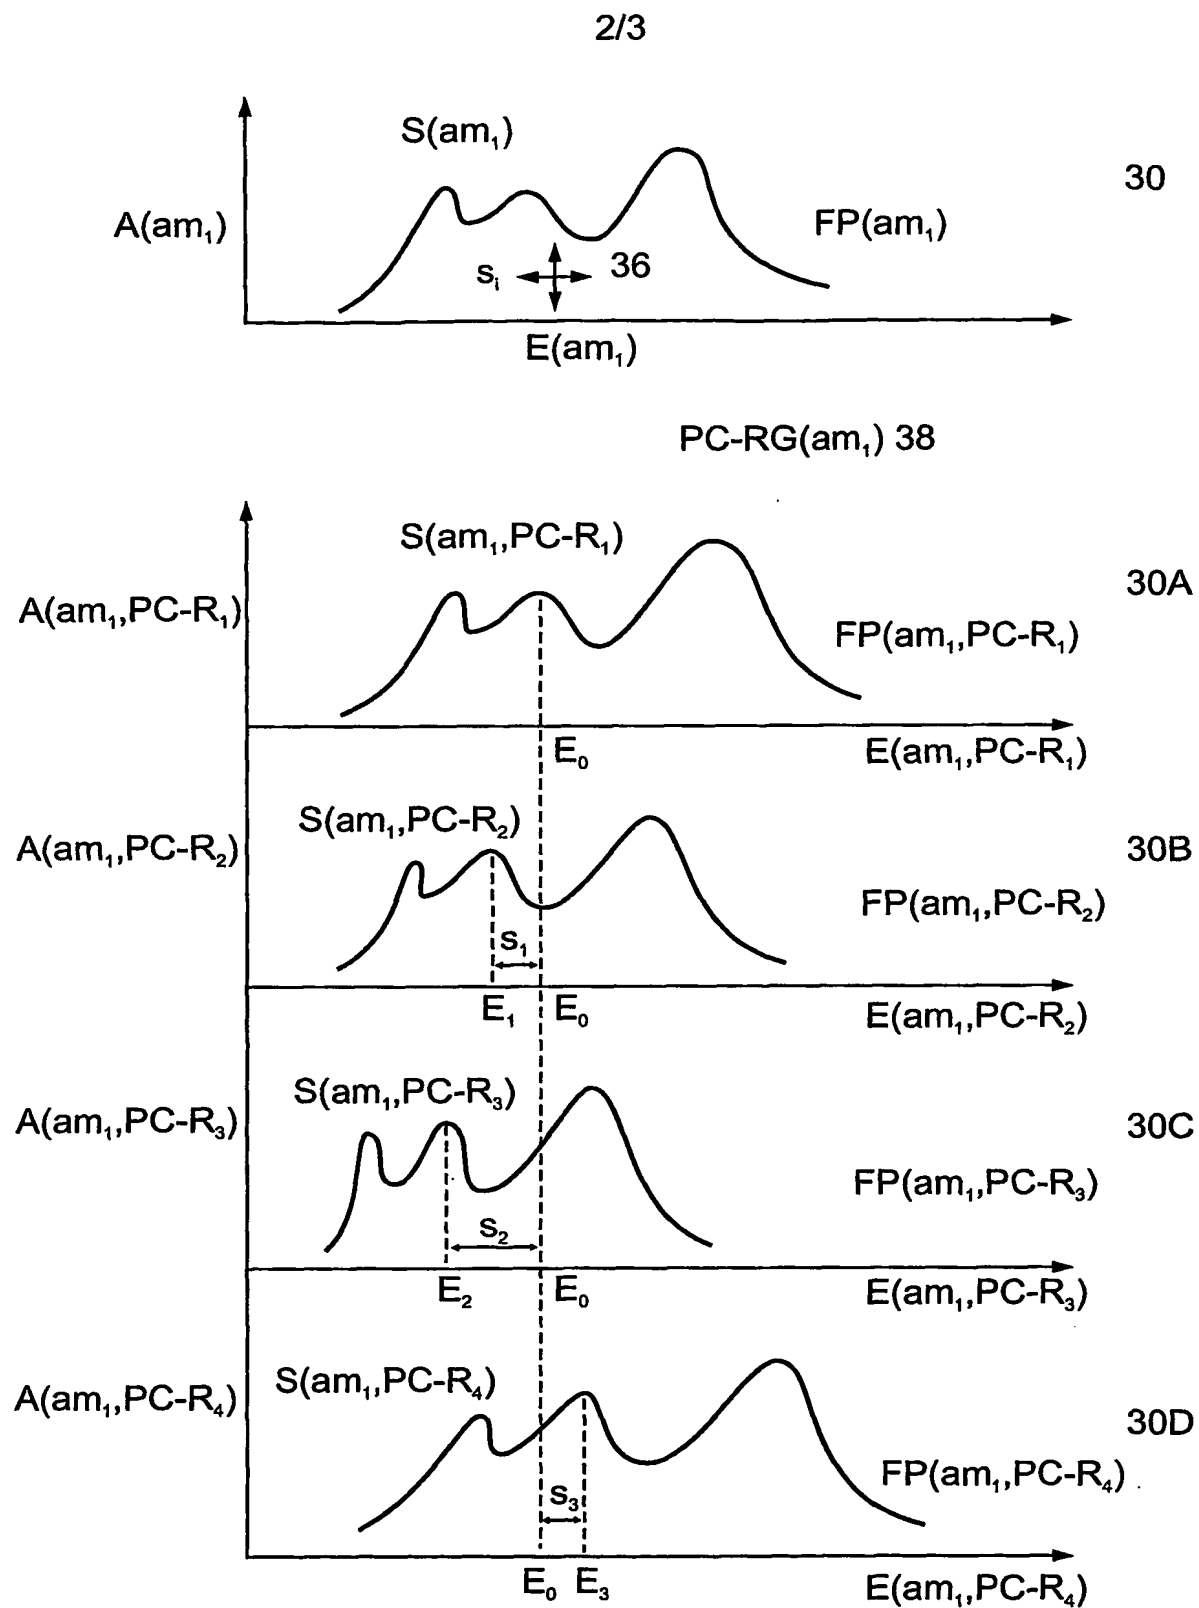 2/3
S(am₁)
30
A(am₁)
FP(am₁)
sᵢ
36
E(am₁)
PC-RG(am₁) 38
S(am₁,PC-R₁)
30A
A(am₁,PC-R₁)
FP(am₁,PC-R₁)
E₀
E(am₁,PC-R₁)
S(am₁,PC-R₂)
A(am₁,PC-R₂)
30B
FP(am₁,PC-R₂)
s₁
E₁
E₀
E(am₁,PC-R₂)
S(am₁,PC-R₃)
A(am₁,PC-R₃)
30C
FP(am₁,PC-R₃)
s₂
E₂
E₀
E(am₁,PC-R₃)
S(am₁,PC-R₄)
A(am₁,PC-R₄)
30D
FP(am₁,PC-R₄)
s₃
E₀
E₃
E(am₁,PC-R₄)